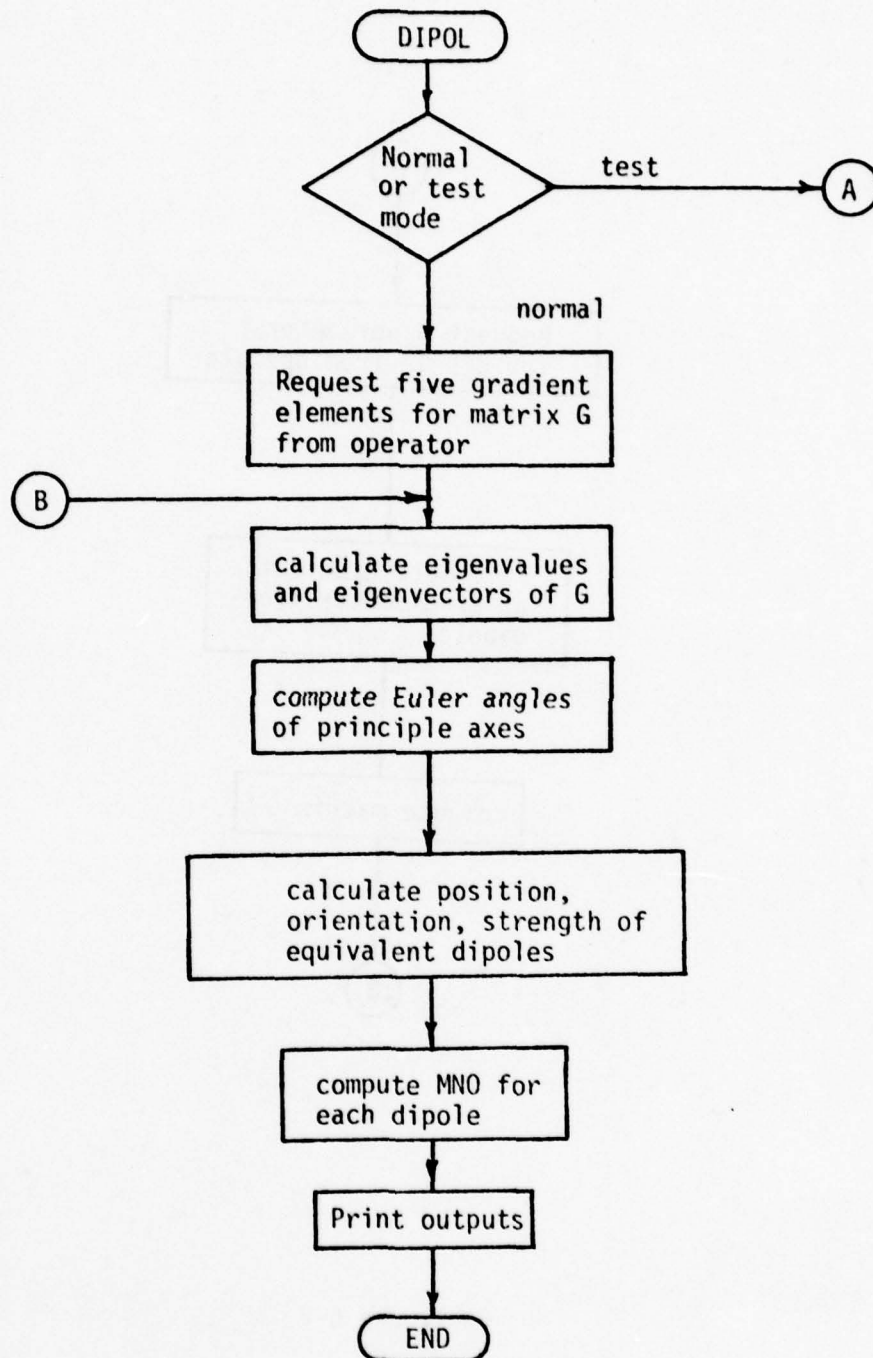 DIPOL
Normal
or test
mode
test
A
normal
Request five gradient
elements for matrix G
from operator
B
calculate eigenvalues
and eigenvectors of G
compute Euler angles
of principle axes
calculate position,
orientation, strength of
equivalent dipoles
compute MNO for
each dipole
Print outputs
END